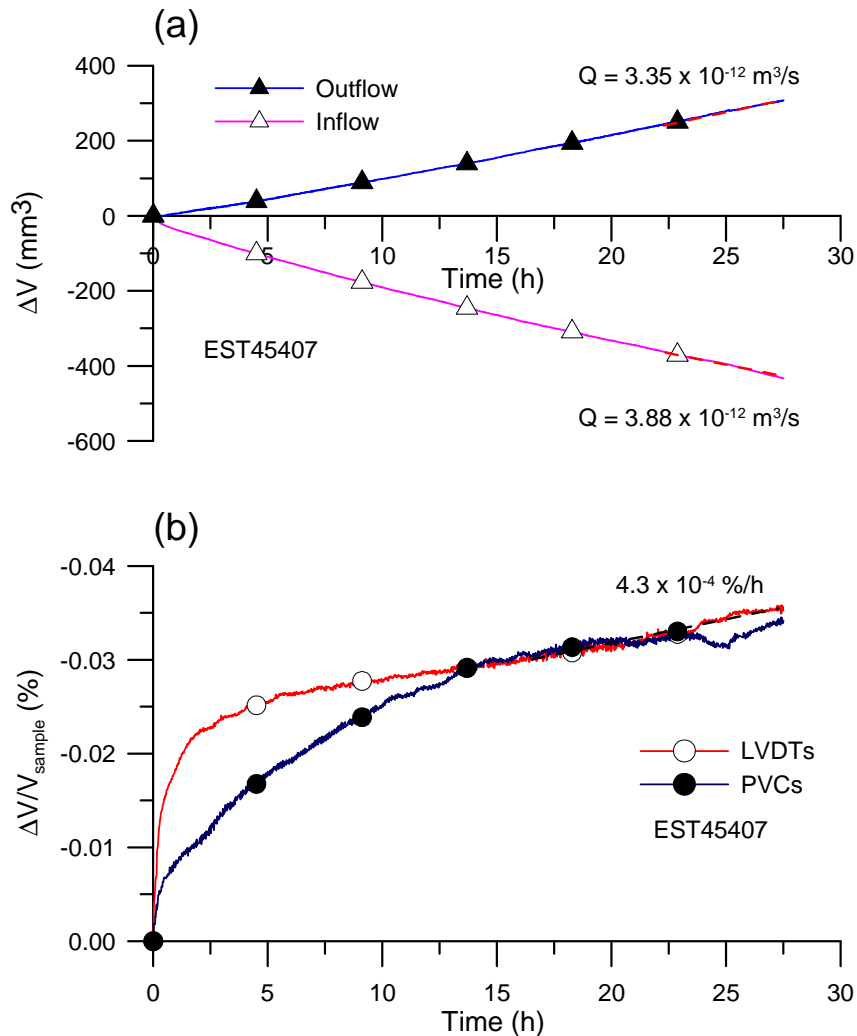 (a)
400
200
0
-200
-400
-600
ΔV (mm³)
Outflow
Inflow
Q = 3.35 x 10⁻¹² m³/s
0 5 10 15 20 25 30
Time (h)
EST45407
Q = 3.88 x 10⁻¹² m³/s
(b)
-0.04
-0.03
-0.02
-0.01
0.00
ΔV/V_sample (%)
4.3 x 10⁻⁴ %/h
LVDTs
PVCs
EST45407
0 5 10 15 20 25 30
Time (h)